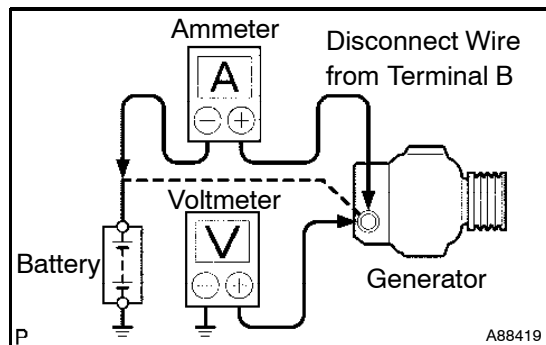 Ammeter
Disconnect Wire
from Terminal B
A
− +
Voltmeter
V
− +
Battery
Generator
P
A88419